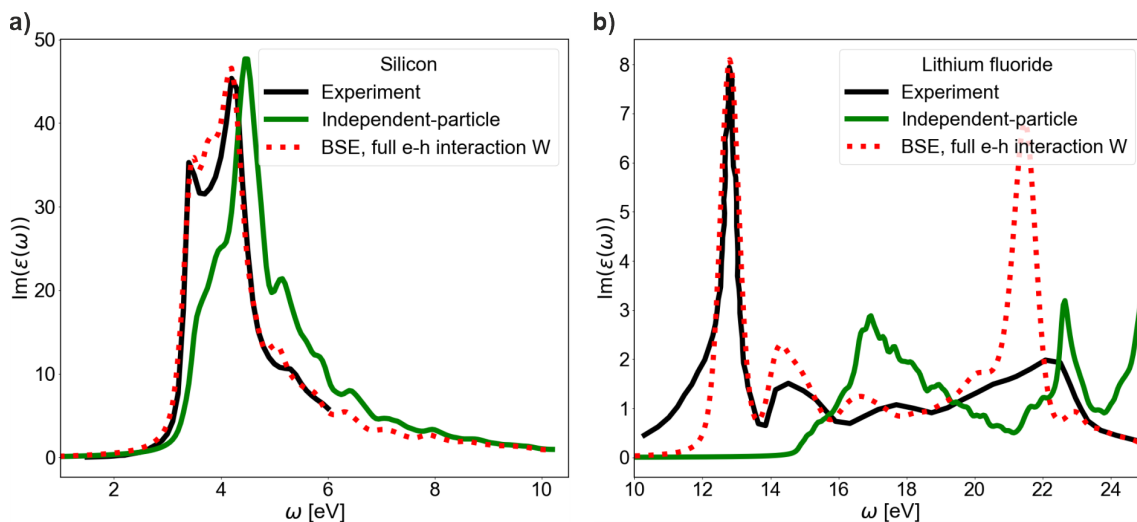 a)
50
40
30
20
10
0
Im(ε(ω))
Silicon
Experiment
Independent-particle
BSE, full e-h interaction W
2
4
6
8
10
ω [eV]
b)
8
7
6
5
4
3
2
1
0
Im(ε(ω))
Lithium fluoride
Experiment
Independent-particle
BSE, full e-h interaction W
10
12
14
16
18
20
22
24
ω [eV]